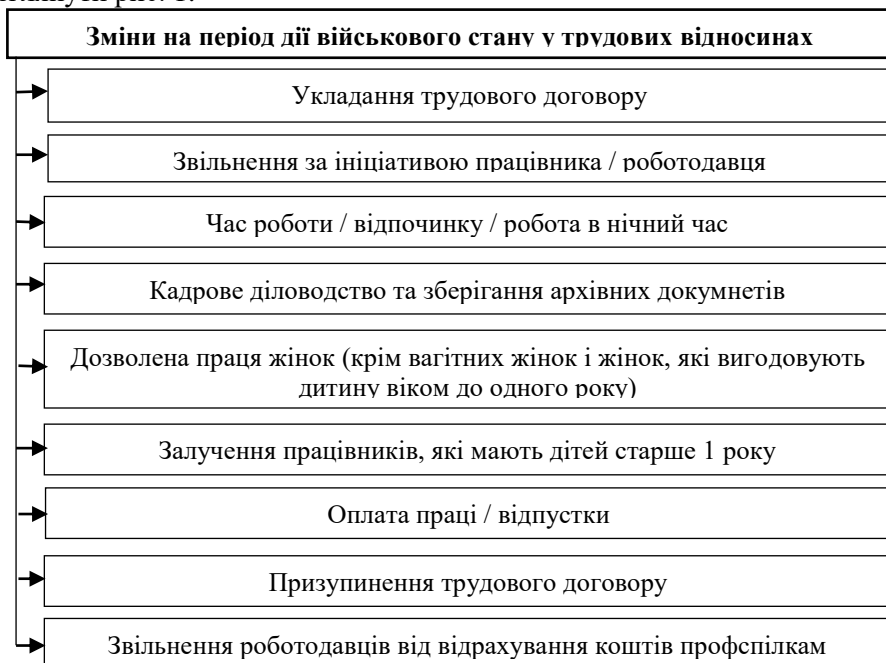 рис. 1.
Зміни на період дії військового стану у трудових відносинах
Укладання трудового договору
Звільнення за ініціативою працівника / роботодавця
Час роботи / відпочинку / робота в нічний час
Кадрове діловодство та зберігання архівних докумнетів
Дозволена праця жінок (крім вагітних жінок і жінок, які вигодовують
дитину віком до одного року)
Залучення працівників, які мають дітей старше 1 року
Оплата праці / відпустки
Призупинення трудового договору
Звільнення роботодавців від відрахування коштів профспілкам